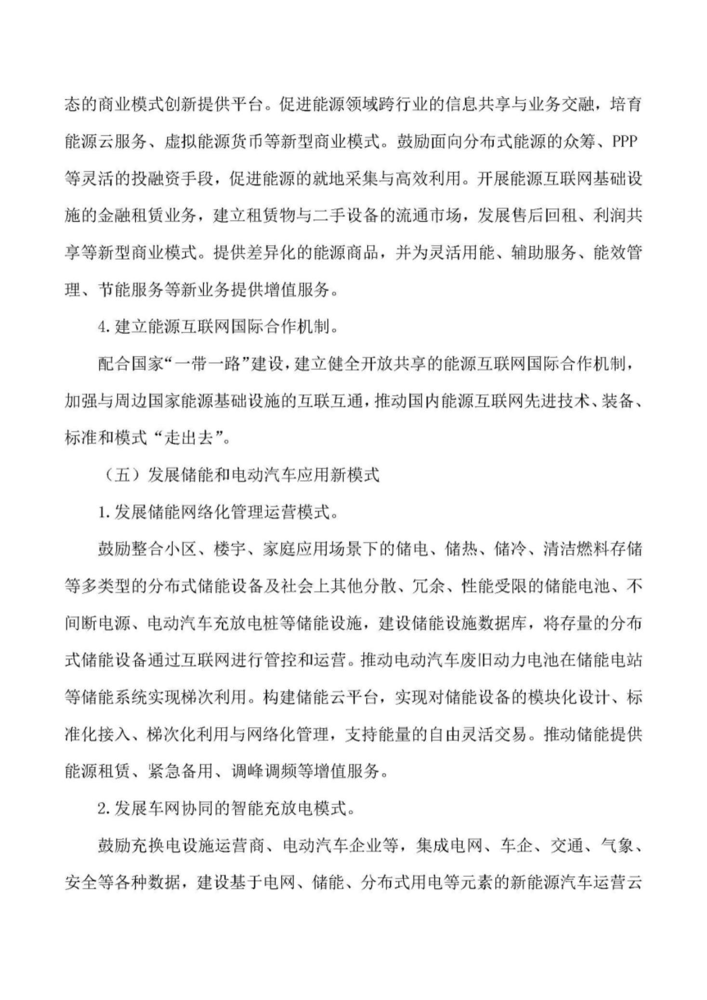 态的商业模式创新提供平台。促进能源领域跨行业的信息共享与业务交融，培育
能源云服务、虚拟能源货币等新型商业模式。鼓励面向分布式能源的众筹、PPP
等灵活的投融资手段，促进能源的就地采集与高效利用。开展能源互联网基础设
施的金融租赁业务，建立租赁物与二手设备的流通市场，发展售后回租、利润共
享等新型商业模式。提供差异化的能源商品，并为灵活用能、辅助服务、能效管
理、节能服务等新业务提供增值服务。
4.建立能源互联网国际合作机制。
配合国家“一带一路”建设，建立健全开放共享的能源互联网国际合作机制，
加强与周边国家能源基础设施的互联互通，推动国内能源互联网先进技术、装备、
标准和模式“走出去”。
（五）发展储能和电动汽车应用新模式
1.发展储能网络化管理运营模式。
鼓励整合小区、楼宇、家庭应用场景下的储电、储热、储冷、清洁燃料存储
等多类型的分布式储能设备及社会上其他分散、冗余、性能受限的储能电池、不
间断电源、电动汽车充放电桩等储能设施，建设储能设施数据库，将存量的分布
式储能设备通过互联网进行管控和运营。推动电动汽车废旧动力电池在储能电站
等储能系统实现梯次利用。构建储能云平台，实现对储能设备的模块化设计、标
准化接入、梯次化利用与网络化管理，支持能量的自由灵活交易。推动储能提供
能源租赁、紧急备用、调峰调频等增值服务。
2.发展车网协同的智能充放电模式。
鼓励充换电设施运营商、电动汽车企业等，集成电网、车企、交通、气象、
安全等各种数据，建设基于电网、储能、分布式用电等元素的新能源汽车运营云